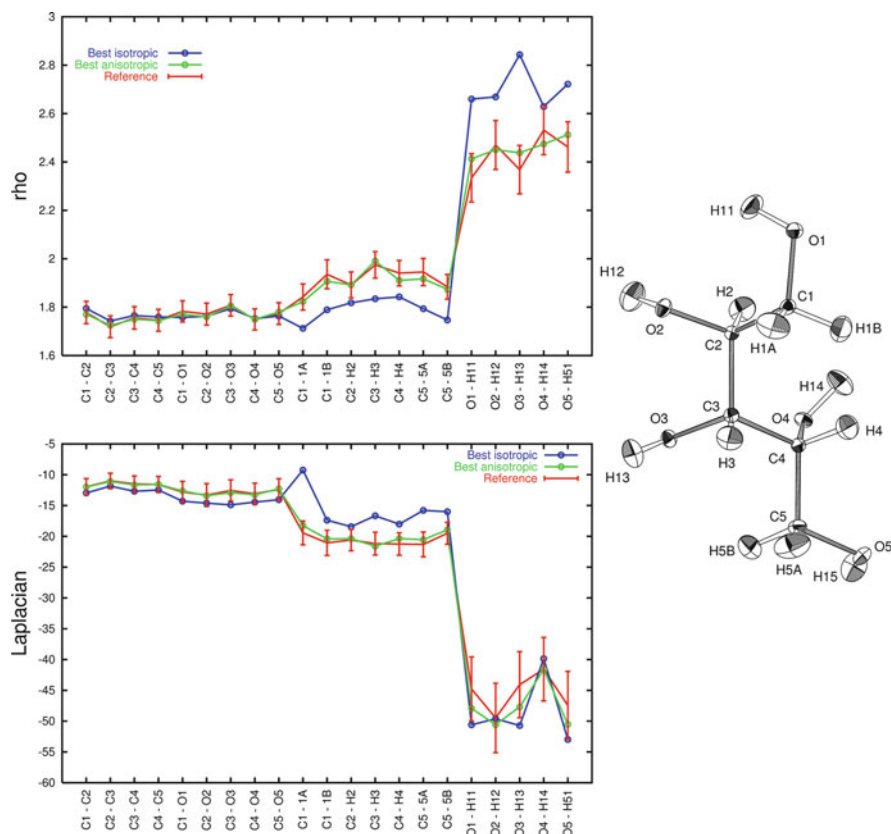 3
2.8
2.6
2.4
2.2
2
1.8
1.6
rho
Best isotropic
Best anisotropic
Reference
C1 - C2
C2 - C3
C3 - C4
C4 - C5
C1 - O1
C2 - O2
C3 - O3
C4 - O4
C5 - O5
C1 - 1A
C1 - 1B
C2 - H2
C3 - H3
C4 - H4
C5 - 5A
C5 - 5B
O1 - H11
O2 - H12
O3 - H13
O4 - H14
O5 - H51
-5
-10
-15
-20
-25
-30
-35
-40
-45
-50
-55
-60
Laplacian
Best isotropic
Best anisotropic
Reference
C1 - C2
C2 - C3
C3 - C4
C4 - C5
C1 - O1
C2 - O2
C3 - O3
C4 - O4
C5 - O5
C1 - 1A
C1 - 1B
C2 - H2
C3 - H3
C4 - H4
C5 - 5A
C5 - 5B
O1 - H11
O2 - H12
O3 - H13
O4 - H14
O5 - H51
H11
O1
H12
H2
C1
O2
C2
H1A
H1B
H14
O3
C3
O4
H4
H13
H3
C4
C5
H5B
H5A
H15
O5